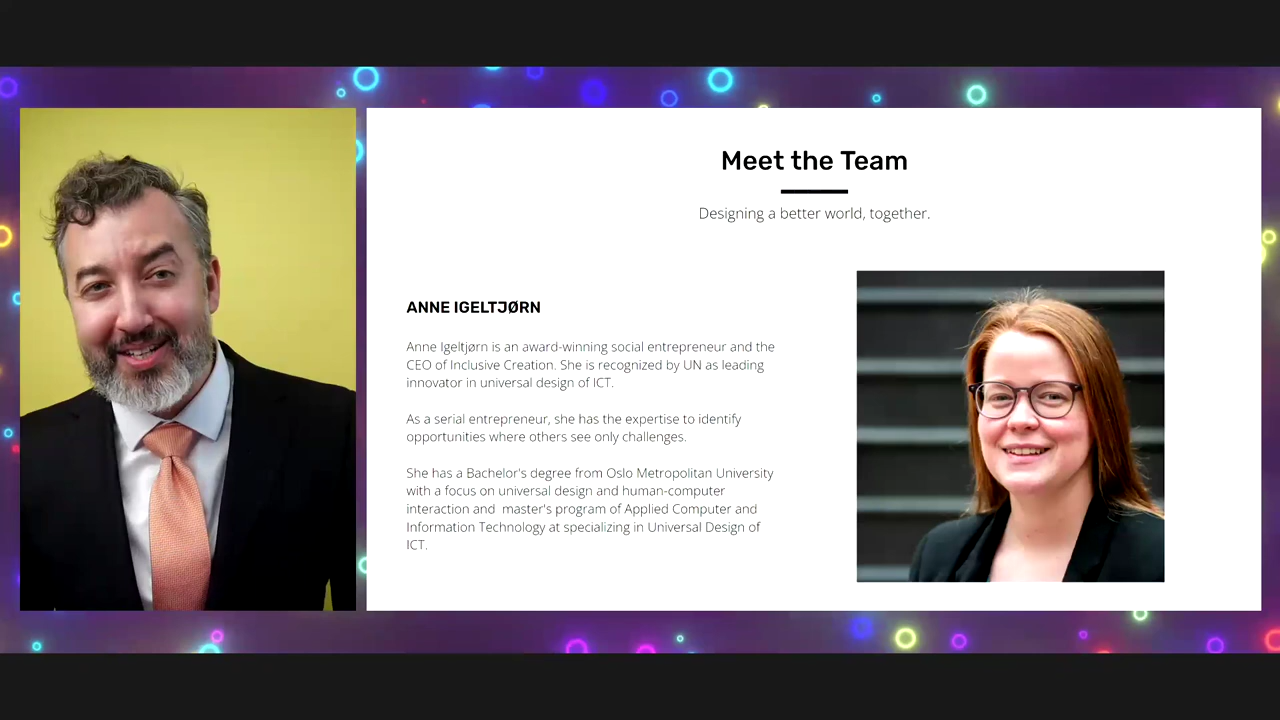 Meet the Team
Designing a better world, together.
ANNE IGELTJØRN
Anne Igeltjørn is an award-winning social entrepreneur and the
CEO of Inclusive Creation. She is recognized by UN as leading
innovator in universal design of ICT.
As a serial entrepreneur, she has the expertise to identify
opportunities where others see only challenges.
She has a Bachelor's degree from Oslo Metropolitan University
with a focus on universal design and human-computer
interaction and  master's program of Applied Computer and
Information Technology at specializing in Universal Design of
ICT.